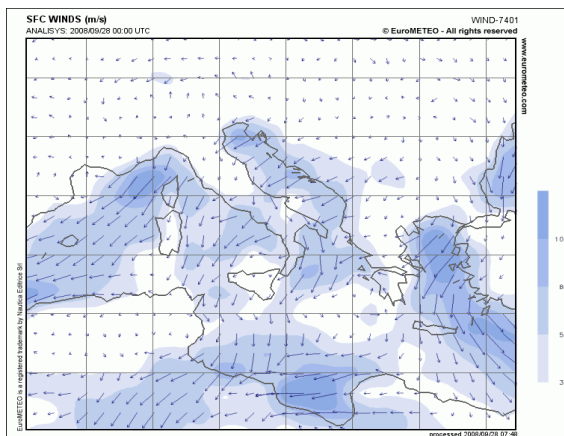 SFC WINDS (m/s)
WIND-7401
ANALISYS: 2008/09/28 00:00 UTC
© EuroMETEO - All rights reserved
www.eurometeo.com
EuroMETEO is a registered trademark by Nautica Editrice Srl
10
8
5
3
processed 2008/09/28 07:48